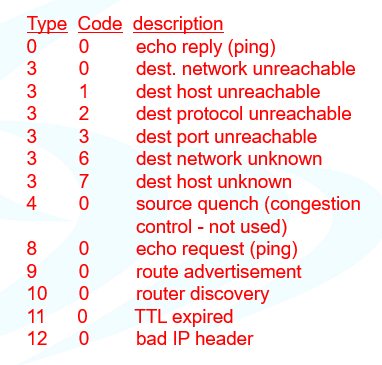 Type Code description
0 0 echo reply (ping)
3 0 dest. network unreachable
3 1 dest host unreachable
3 2 dest protocol unreachable
3 3 dest port unreachable
3 6 dest network unknown
3 7 dest host unknown
4 0 source quench (congestion
control - not used)
8 0 echo request (ping)
9 0 route advertisement
10 0 router discovery
11 0 TTL expired
12 0 bad IP header